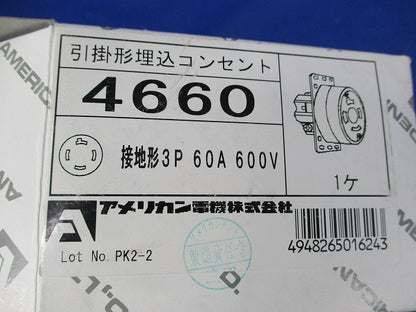 引掛形埋込コンセント
4660
接地形3P 60A 600V
1ケ
アメリカン電機株式会社
Lot No. PK2-2
4948265016243